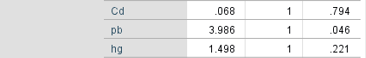 Cd .068 1 .794
pb 3.986 1 .046
hg 1.498 1 .221